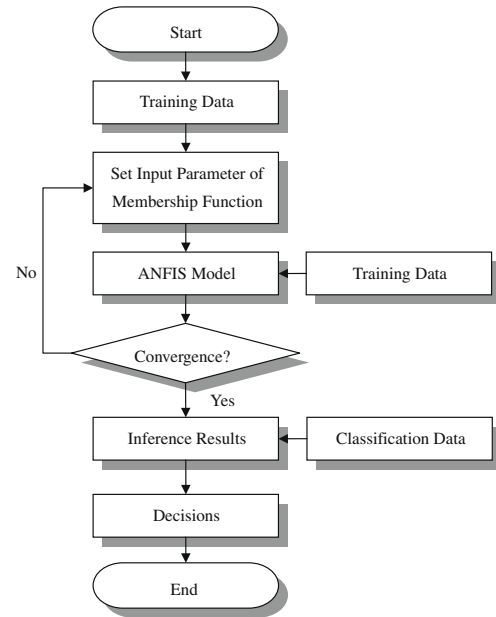 Start
Training Data
Set Input Parameter of
Membership Function
No
ANFIS Model
Training Data
Convergence?
Yes
Inference Results
Classification Data
Decisions
End